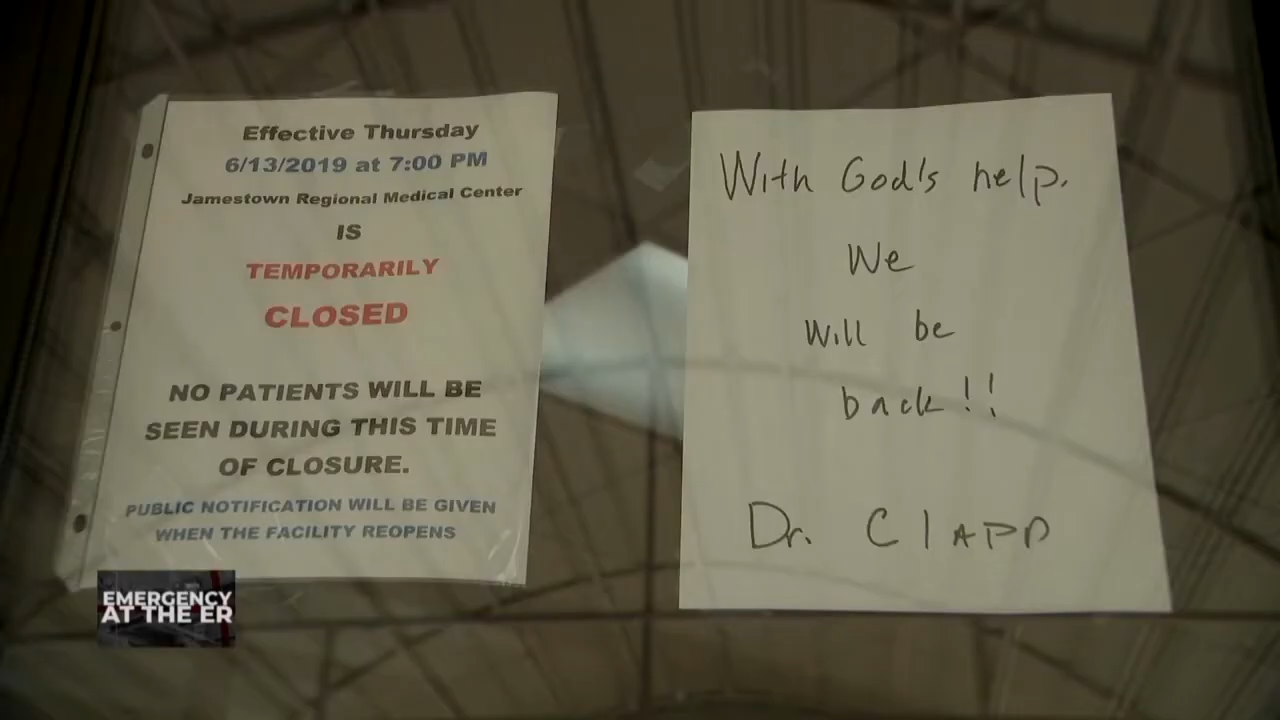 Effective Thursday
6/13/2019 at 7:00 PM
Jamestown Regional Medical Center
IS
TEMPORARILY
CLOSED
NO PATIENTS WILL BE
SEEN DURING THIS TIME
OF CLOSURE.
PUBLIC NOTIFICATION WILL BE GIVEN
WHEN THE FACILITY REOPENS
With God's help.
We
Will be
back!!
Dr. Clapp
EMERGENCY
AT THE ER